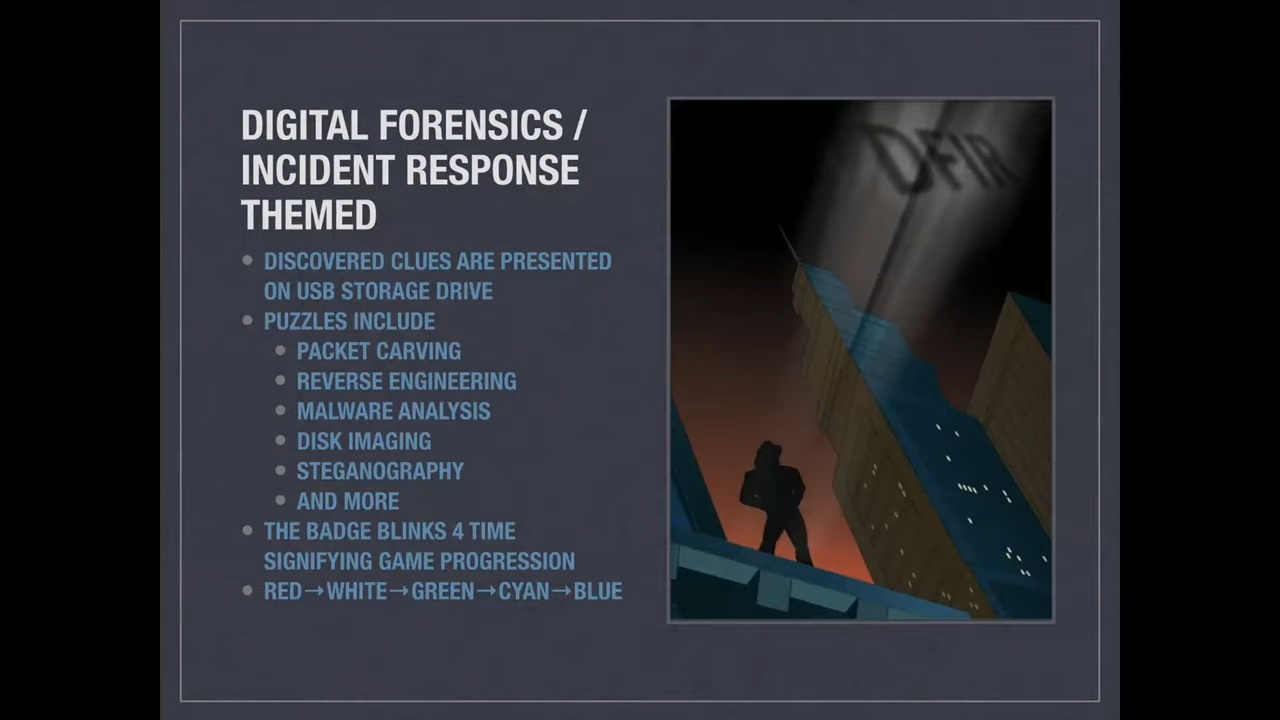 DIGITAL FORENSICS /
INCIDENT RESPONSE
THEMED
DISCOVERED CLUES ARE PRESENTED
ON USB STORAGE DRIVE
PUZZLES INCLUDE
PACKET CARVING
REVERSE ENGINEERING
MALWARE ANALYSIS
DISK IMAGING
STEGANOGRAPHY
AND MORE
THE BADGE BLINKS 4 TIME
SIGNIFYING GAME PROGRESSION
RED→WHITE→GREEN→CYAN→BLUE
DFIR